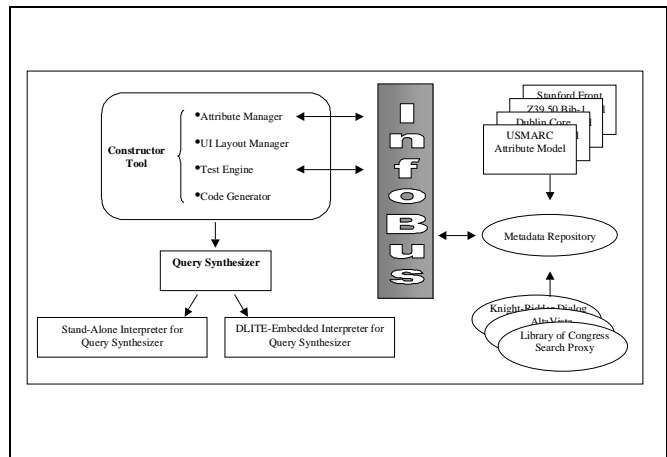 Constructor
Tool
•Attribute Manager
•UI Layout Manager
•Test Engine
•Code Generator
Query Synthesizer
Stand-Alone Interpreter for
Query Synthesizer
DLITE-Embedded Interpreter for
Query Synthesizer
InfoBus
Stanford Front
Z39.50 Bib-1
Dublin Core
USMARC
Attribute Model
Metadata Repository
Knight-Ridder Dialog
AltaVista
Library of Congress
Search Proxy